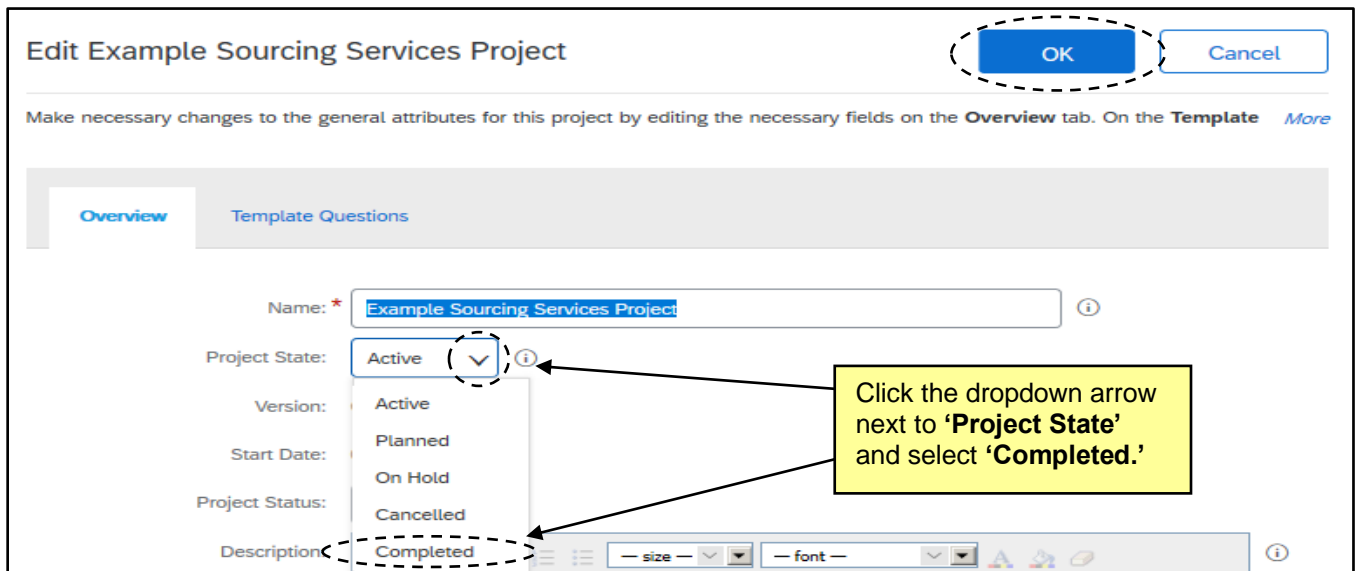 Edit Example Sourcing Services Project
OK
Cancel
Make necessary changes to the general attributes for this project by editing the necessary fields on the Overview tab. On the Template More
Overview
Template Questions
Name: * Example Sourcing Services Project
Project State: Active
Version:
Active
Start Date:
Planned
On Hold
Project Status:
Cancelled
Description:
Completed
— size —
— font —
A
Click the dropdown arrow
next to ‘Project State’
and select ‘Completed.’